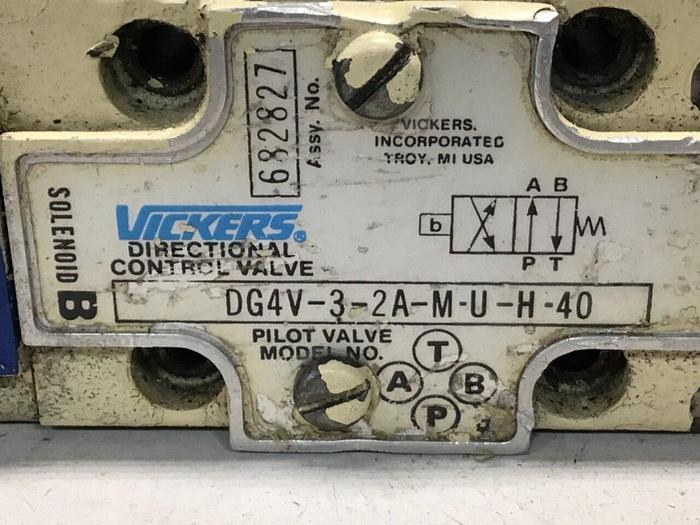 682827
Assy. No.
VICKERS,
INCORPORATED
TROY, MI USA
SOLENOID B
VICKERS®
DIRECTIONAL
CONTROL VALVE
A B
b
P T
DG4V-3-2A-M-U-H-40
PILOT VALVE
MODEL NO.
T
A B
P